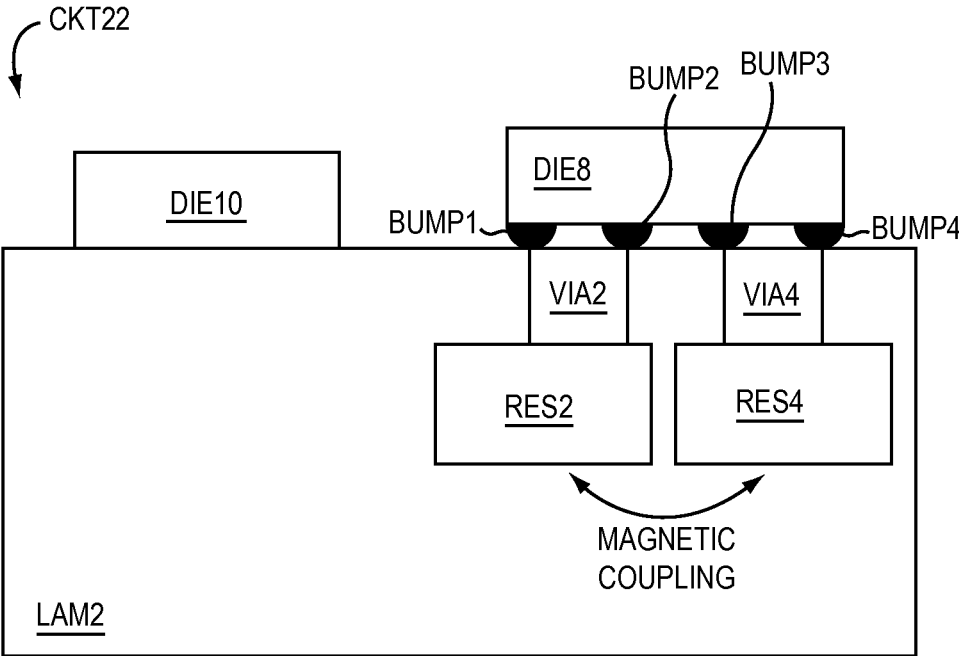 CKT22
BUMP2
BUMP3
DIE8
DIE10
BUMP1
BUMP4
VIA2
VIA4
RES2
RES4
MAGNETIC
COUPLING
LAM2